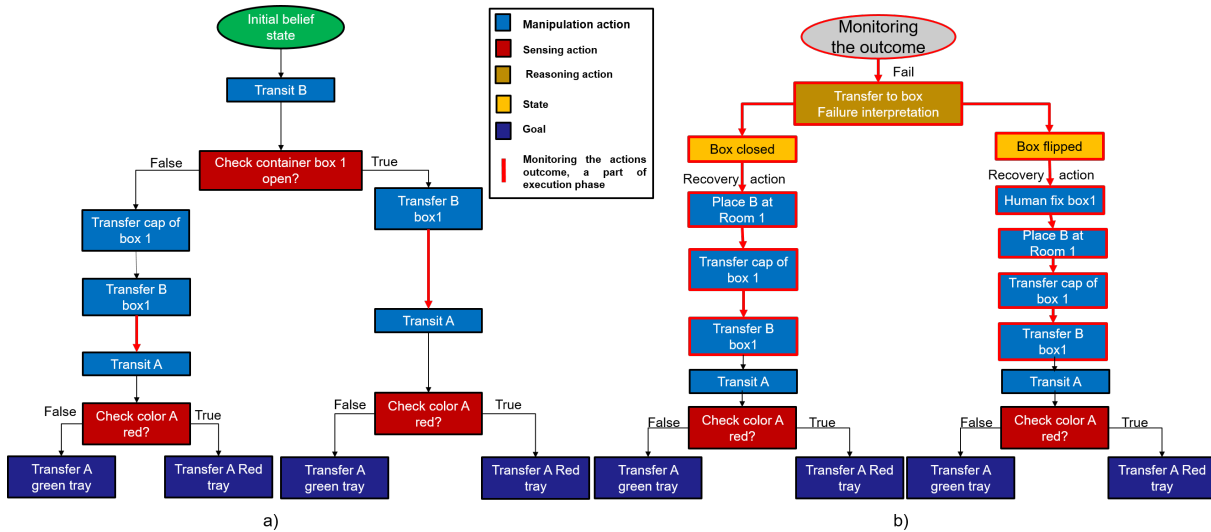 Initial belief
state
Transit B
False
True
Check container box 1
open?
Transfer cap of
box 1
Transfer B
box1
Transfer B
box1
Transit A
Transit A
False
Check color A
red?
True
False
Check color A
red?
True
Transfer A
green tray
Transfer A Red
tray
Transfer A
green tray
Transfer A Red
tray
a)
Manipulation action
Sensing action
Reasoning action
State
Goal
Monitoring the actions
outcome, a part of
execution phase
Monitoring
the outcome
Fail
Transfer to box
Failure interpretation
Box closed
Box flipped
Recovery action
Recovery action
Place B at
Room 1
Human fix box1
Transfer cap of
box 1
Place B at
Room 1
Transfer B
box1
Transfer cap of
box 1
Transit A
Transfer B
box1
Transit A
False
Check color A
red?
True
False
Check color A
red?
True
Transfer A
green tray
Transfer A Red
tray
Transfer A
green tray
Transfer A Red
tray
b)